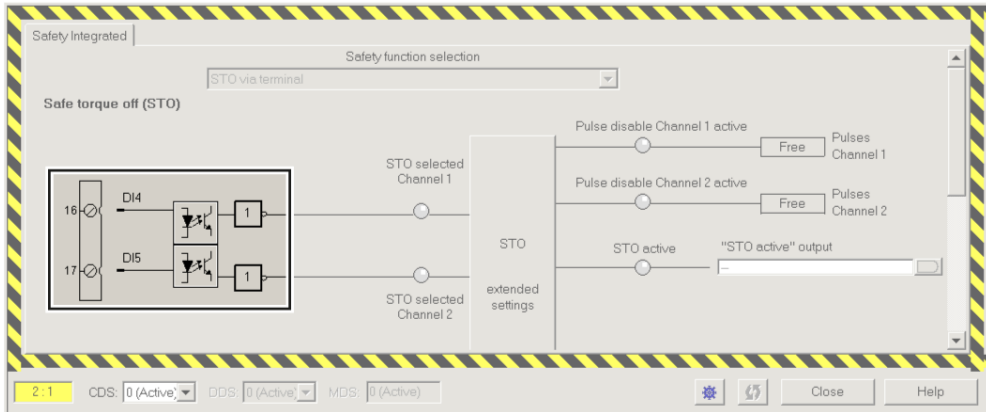 Safety Integrated
Safety function selection
STO via terminal
Safe torque off (STO)
Pulse disable Channel 1 active
Free
Pulses
Channel 1
STO selected
Channel 1
Pulse disable Channel 2 active
Free
Pulses
Channel 2
16
DI4
1
STO
STO active
"STO active" output
17
DI5
1
extended
settings
STO selected
Channel 2
2:1
CDS: 0 (Active)
DDS: 0 (Active)
MDS: 0 (Active)
Close
Help